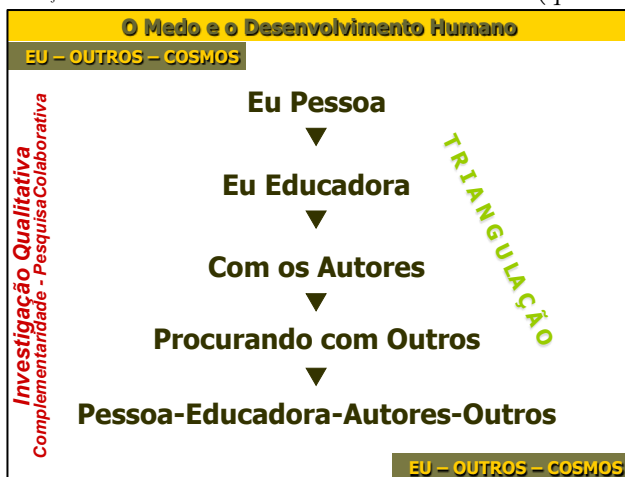 O Medo e o Desenvolvimento Humano
EU – OUTROS – COSMOS
Investigação Qualitativa
Complementaridade - PesquisaColaborativa
Eu Pessoa
Eu Educadora
Com os Autores
Procurando com Outros
Pessoa-Educadora-Autores-Outros
TRIANGULAÇÃO
EU – OUTROS – COSMOS